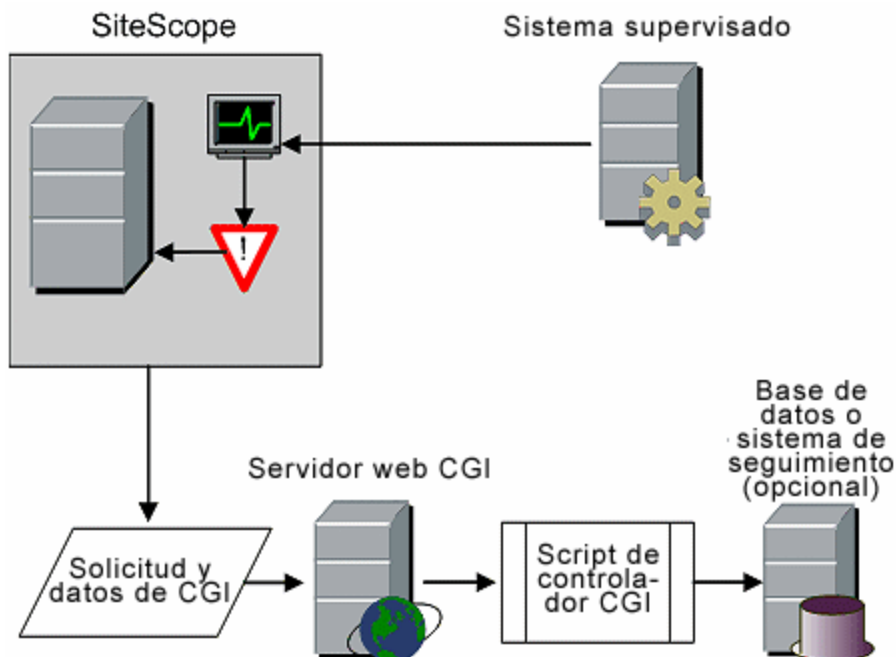 SiteScope
Sistema supervisado
!
Base de
datos o
sistema de
seguimiento
(opcional)
Servidor web CGI
Solicitud y
datos de CGI
Script de
controla-
dor CGI